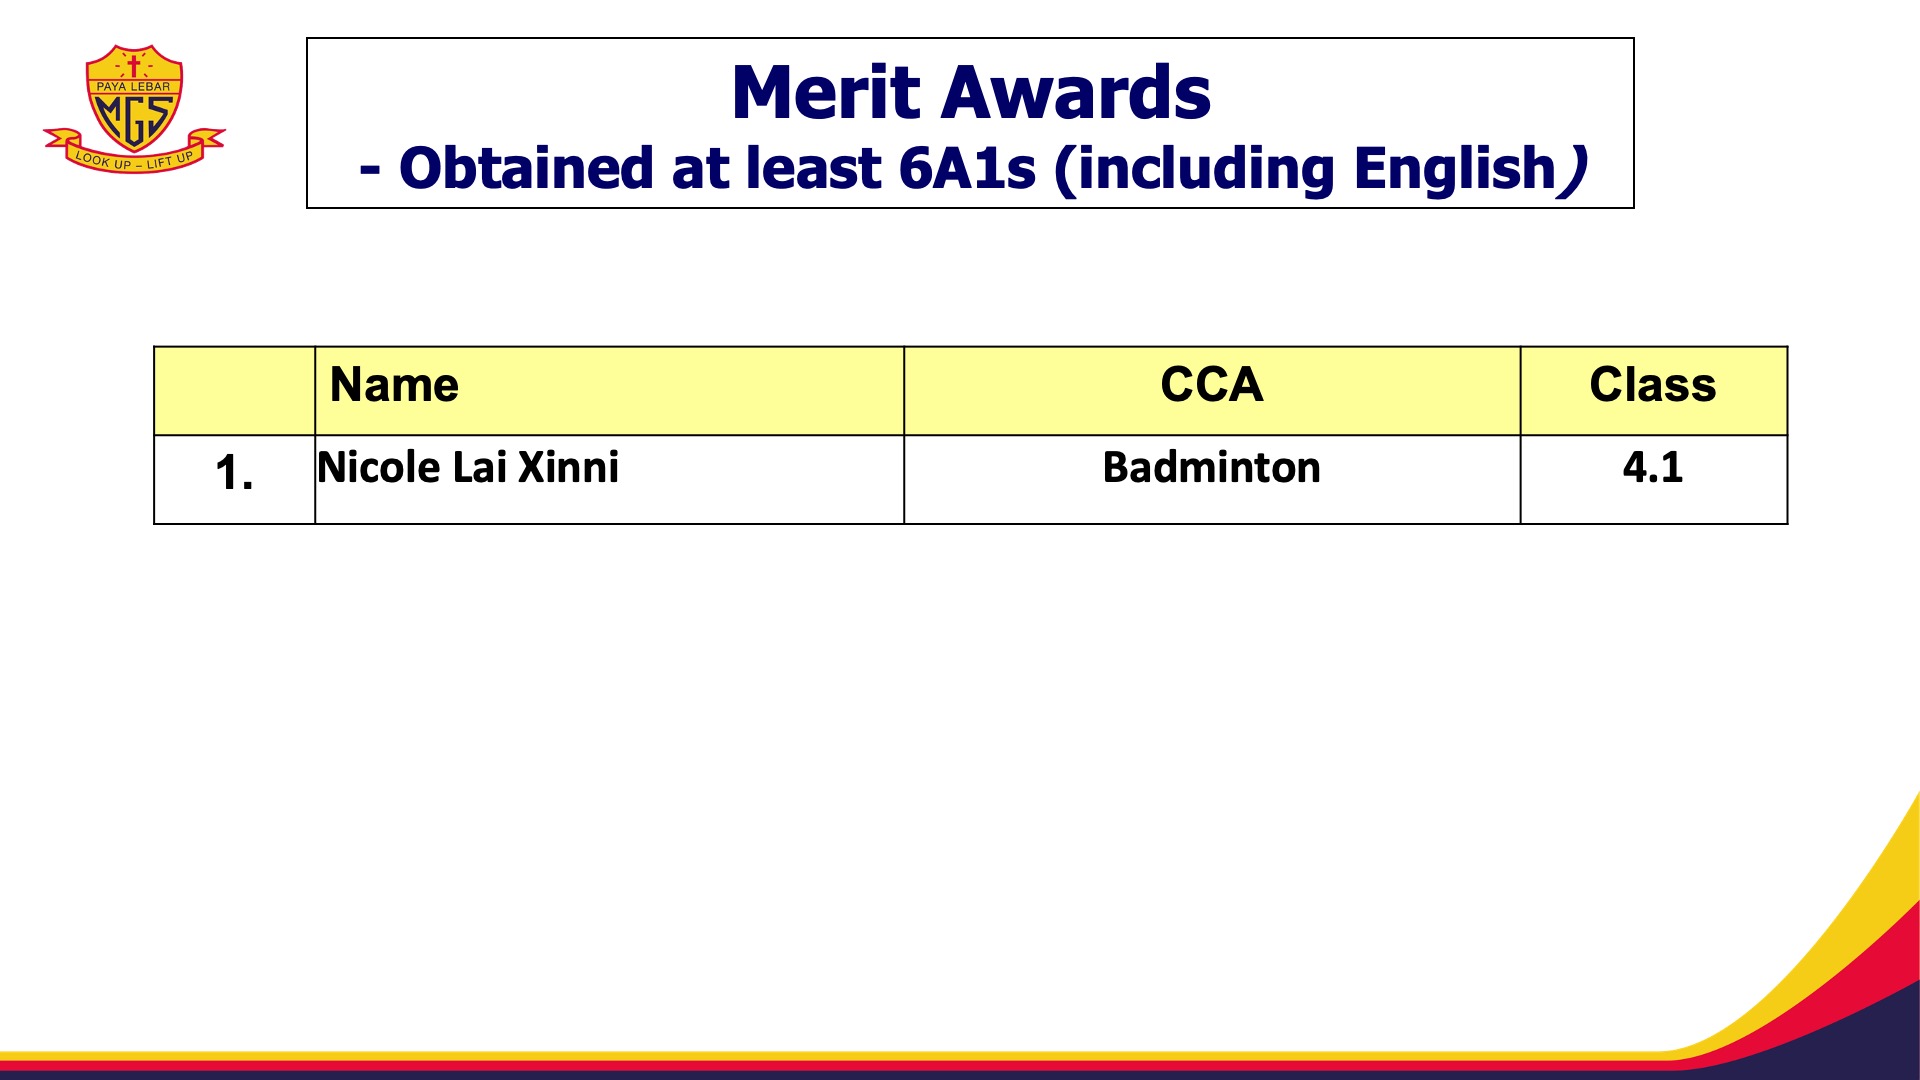 PAYA LEBAR
MGS
LOOK UP – LIFT UP
Merit Awards
- Obtained at least 6A1s (including English)
Name CCA Class
1. Nicole Lai Xinni Badminton 4.1